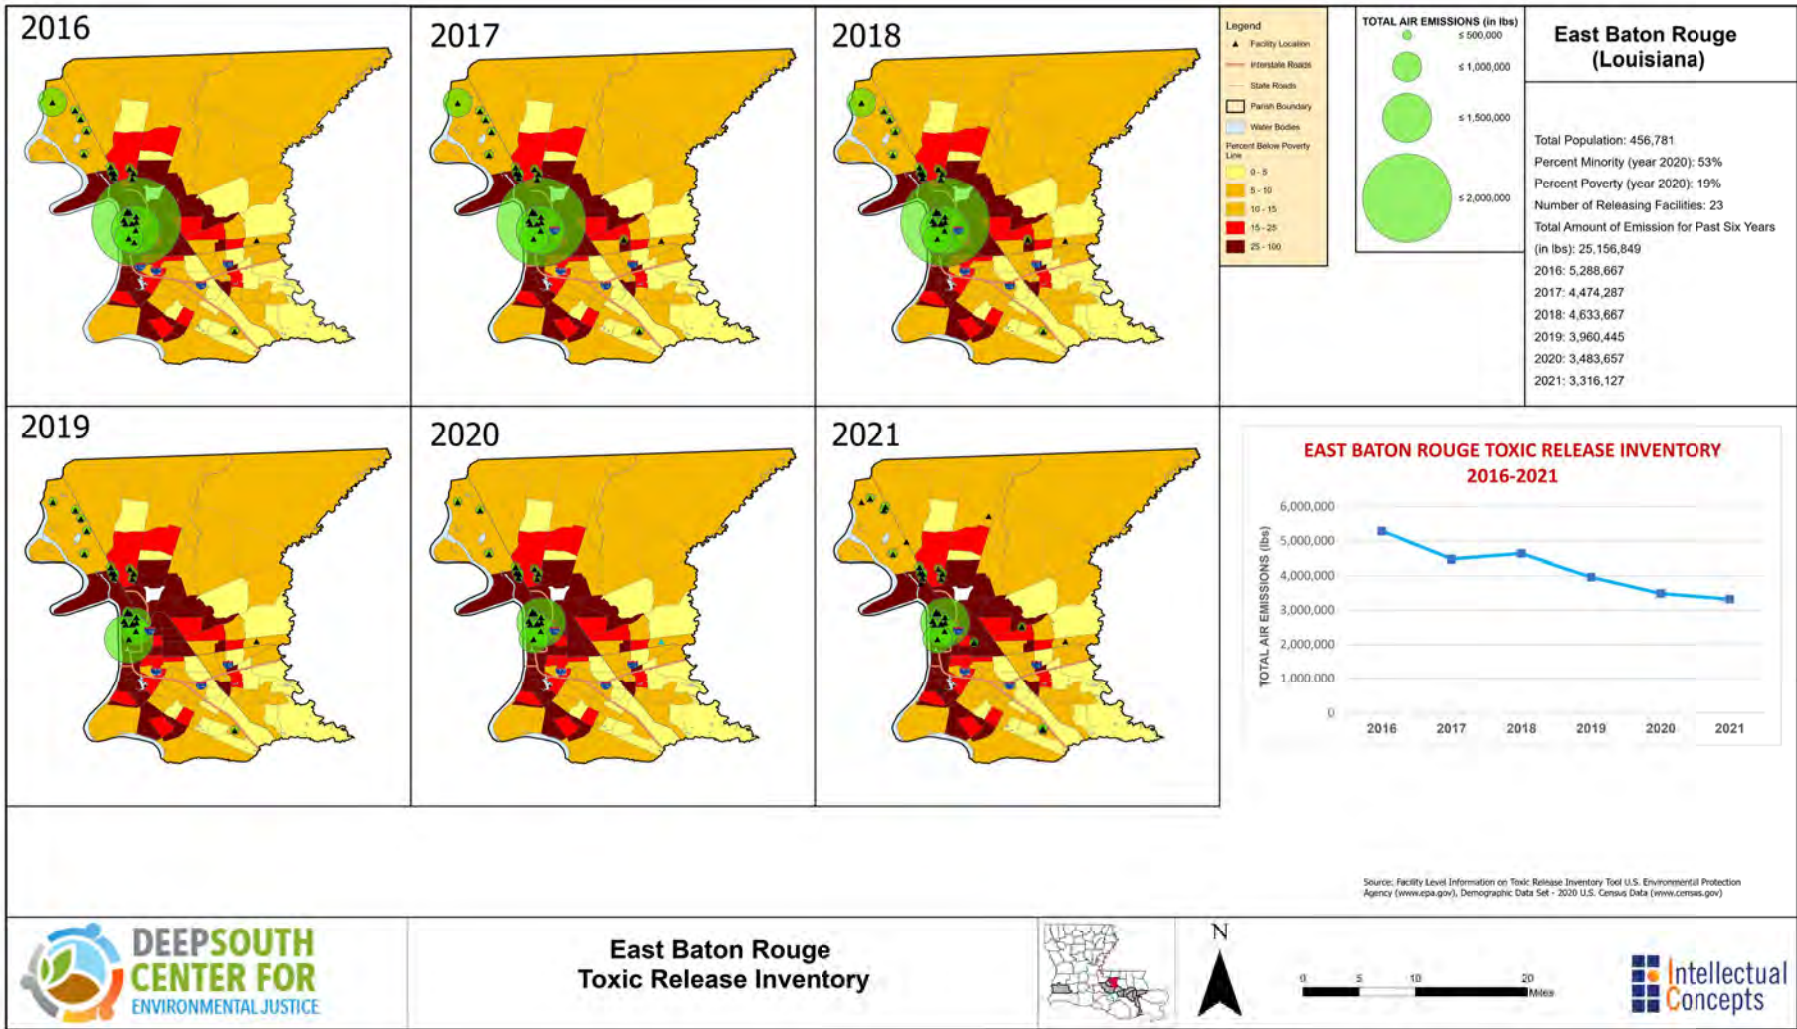 2016
2017
2018
Legend
Facility Location
Interstate Roads
State Roads
Parish Boundary
Water Bodies
Percent Below Poverty
Line
0 - 5
5 - 10
10 - 15
15 - 25
25 - 100
TOTAL AIR EMISSIONS (in lbs)
≤ 500,000
≤ 1,000,000
≤ 1,500,000
≤ 2,000,000
East Baton Rouge
(Louisiana)
Total Population: 456,781
Percent Minority (year 2020): 53%
Percent Poverty (year 2020): 19%
Number of Releasing Facilities: 23
Total Amount of Emission for Past Six Years
(in lbs): 25,156,849
2016: 5,288,667
2017: 4,474,287
2018: 4,633,667
2019: 3,960,445
2020: 3,483,657
2021: 3,316,127
2019
2020
2021
EAST BATON ROUGE TOXIC RELEASE INVENTORY
2016-2021
TOTAL AIR EMISSIONS (lbs)
6,000,000
5,000,000
4,000,000
3,000,000
2,000,000
1,000,000
0
2016 2017 2018 2019 2020 2021
Source: Facility Level Information on Toxic Release Inventory Tool U.S. Environmental Protection
Agency (www.epa.gov), Demographic Data Set - 2020 U.S. Census Data (www.census.gov)
DEEPSOUTH
CENTER FOR
ENVIRONMENTAL JUSTICE
East Baton Rouge
Toxic Release Inventory
N
0 5 10 20
Miles
Intellectual
Concepts